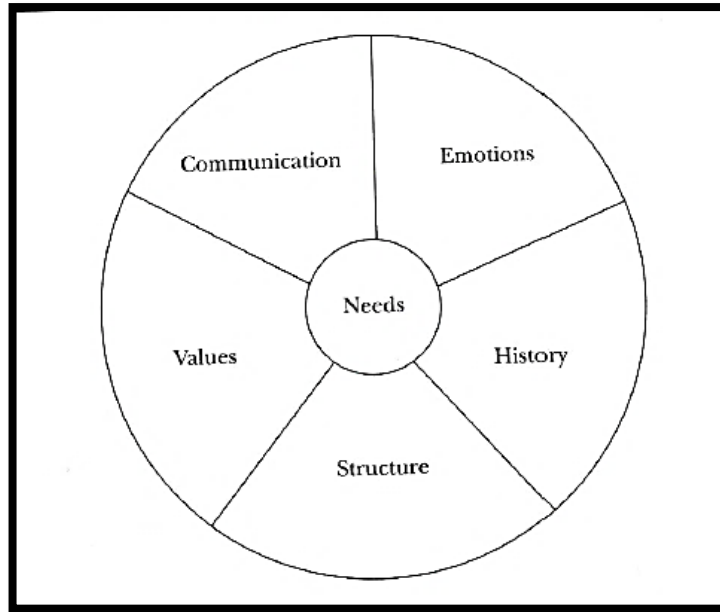 Communication
Emotions
Needs
Values
History
Structure